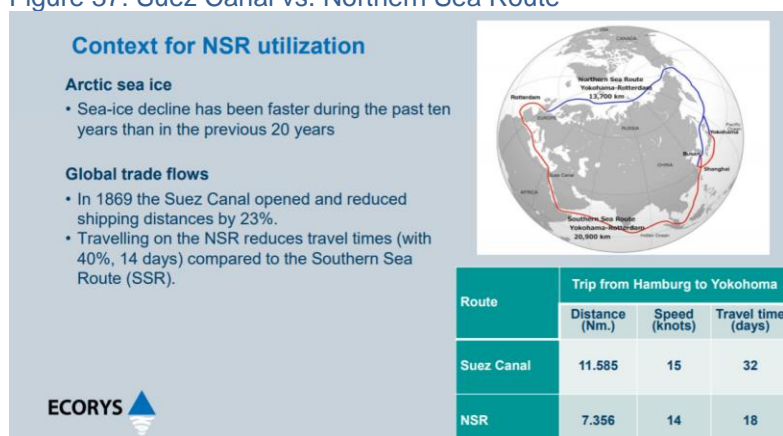 Figure 37: Suez Canal vs. Northern Sea Route
Context for NSR utilization
Arctic sea ice
• Sea-ice decline has been faster during the past ten
years than in the previous 20 years
Global trade flows
• In 1869 the Suez Canal opened and reduced
shipping distances by 23%.
• Travelling on the NSR reduces travel times (with
40%, 14 days) compared to the Southern Sea
Route (SSR).
ECORYS
CANADA
Northern Sea Route
Yokohama-Rotterdam
13,700 km
Rotterdam
EUROPE
RUSSIA
Pacific
Ocean
Yokohama
Busan
CHINA
Shanghai
Suez Canal
AFRICA
Southern Sea Route
Yokohama-Rotterdam
20,900 km
Indian Ocean
Route
Trip from Hamburg to Yokohoma
Distance
(Nm.)
Speed
(knots)
Travel time
(days)
Suez Canal 11.585 15 32
NSR 7.356 14 18